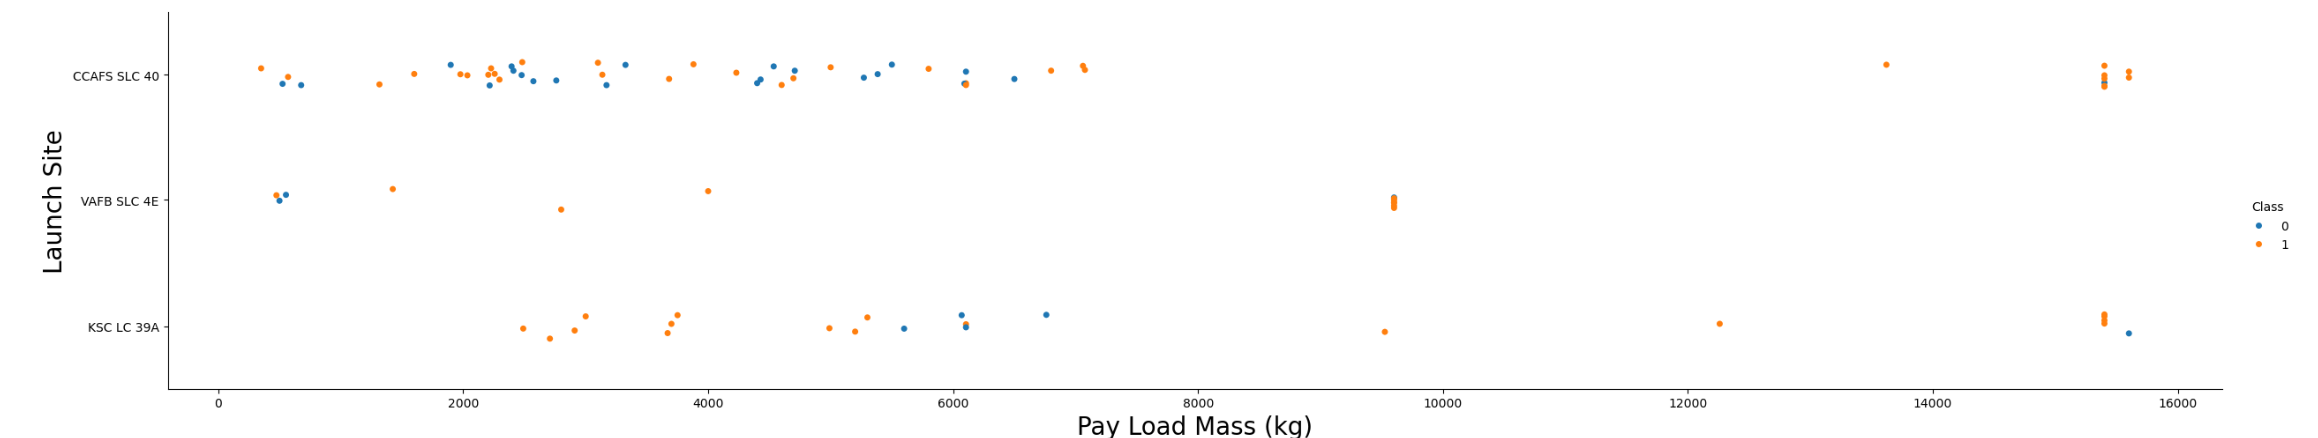 Launch Site
CCAFS SLC 40
VAFB SLC 4E
KSC LC 39A
0 2000 4000 6000 8000 10000 12000 14000 16000
Pay Load Mass (kg)
Class
0
1